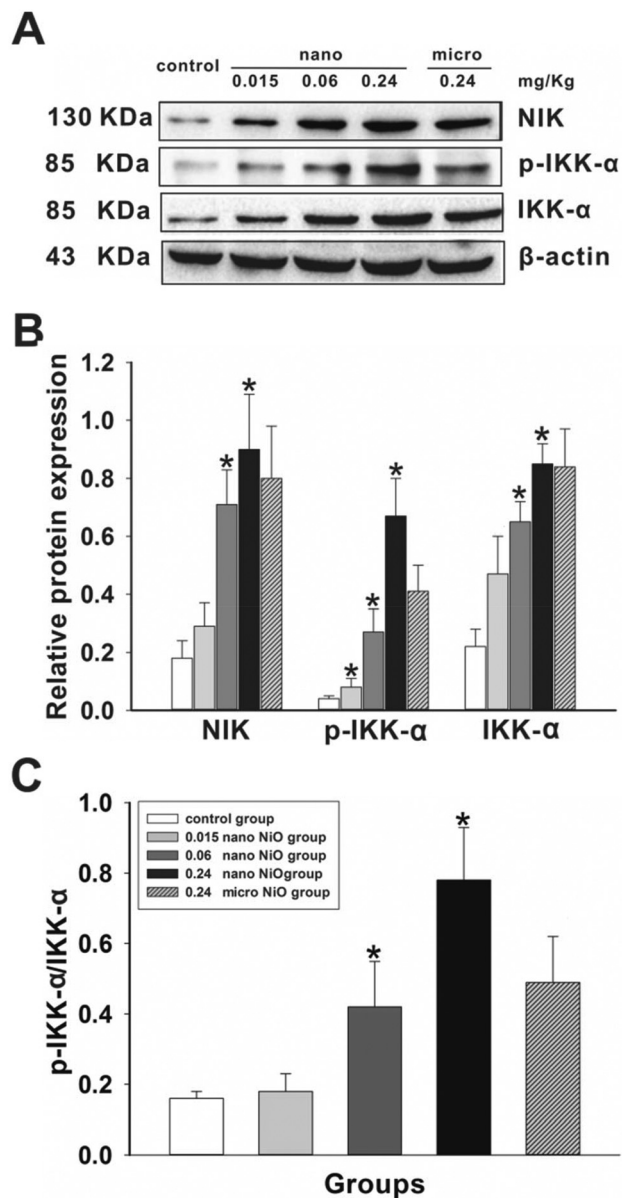 A
control nano micro
0.015 0.06 0.24 0.24 mg/Kg
130 KDa NIK
85 KDa p-IKK-α
85 KDa IKK-α
43 KDa β-actin
B
Relative protein expression
1.2
1.0
0.8
0.6
0.4
0.2
0.0
* * * * * * *
NIK p-IKK-α IKK-α
C
p-IKK-α/IKK-α
1.0
0.8
0.6
0.4
0.2
0.0
control group
0.015 nano NiO group
0.06 nano NiO group
0.24 nano NiOgroup
0.24 micro NiO group
* *
Groups